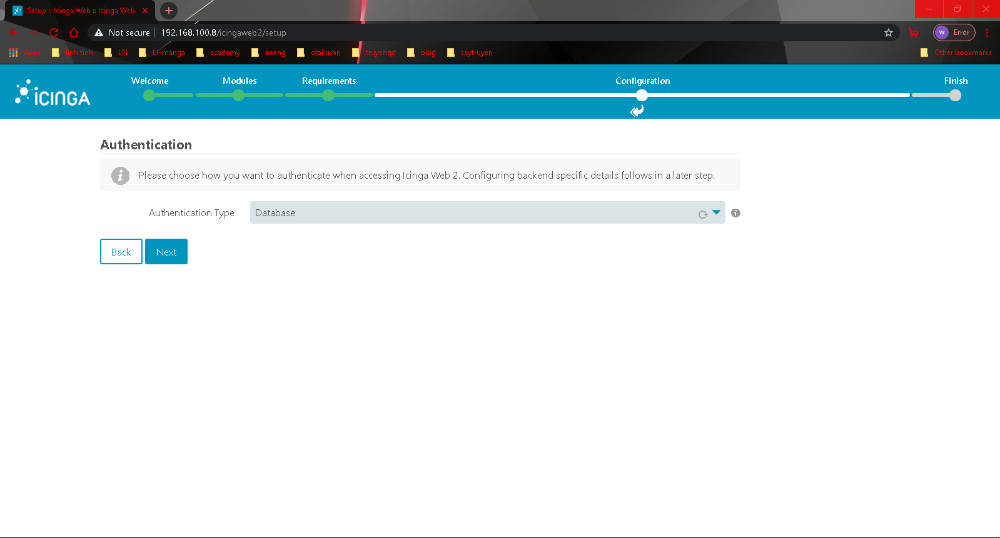 Setup :: Icinga Web :: Icinga Web
Not secure 192.168.100.8/icingaweb2/setup
Error
Apps linh tinh LN LHmanga academy beeng otakusan truyenqq blog saytruyen Other bookmarks
Welcome Modules Requirements Configuration Finish
ICINGA
Authentication
Please choose how you want to authenticate when accessing Icinga Web 2. Configuring backend specific details follows in a later step.
Authentication Type Database
Back Next